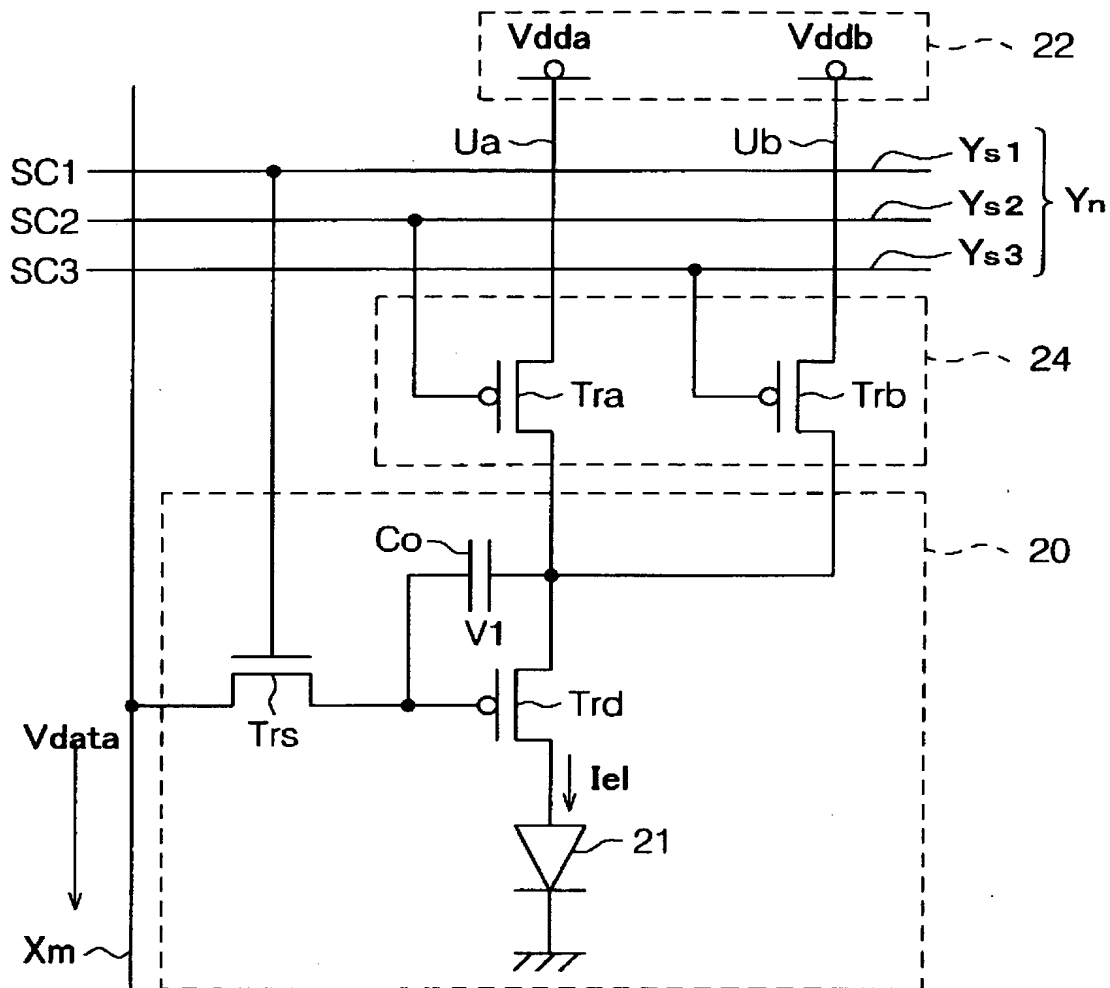 Vdda
Vddb
22
Ua
Ub
SC1
Ys1
SC2
Ys2
Yn
SC3
Ys3
24
Tra
Trb
Co
20
V1
Trd
Trs
Vdata
Iel
21
Xm